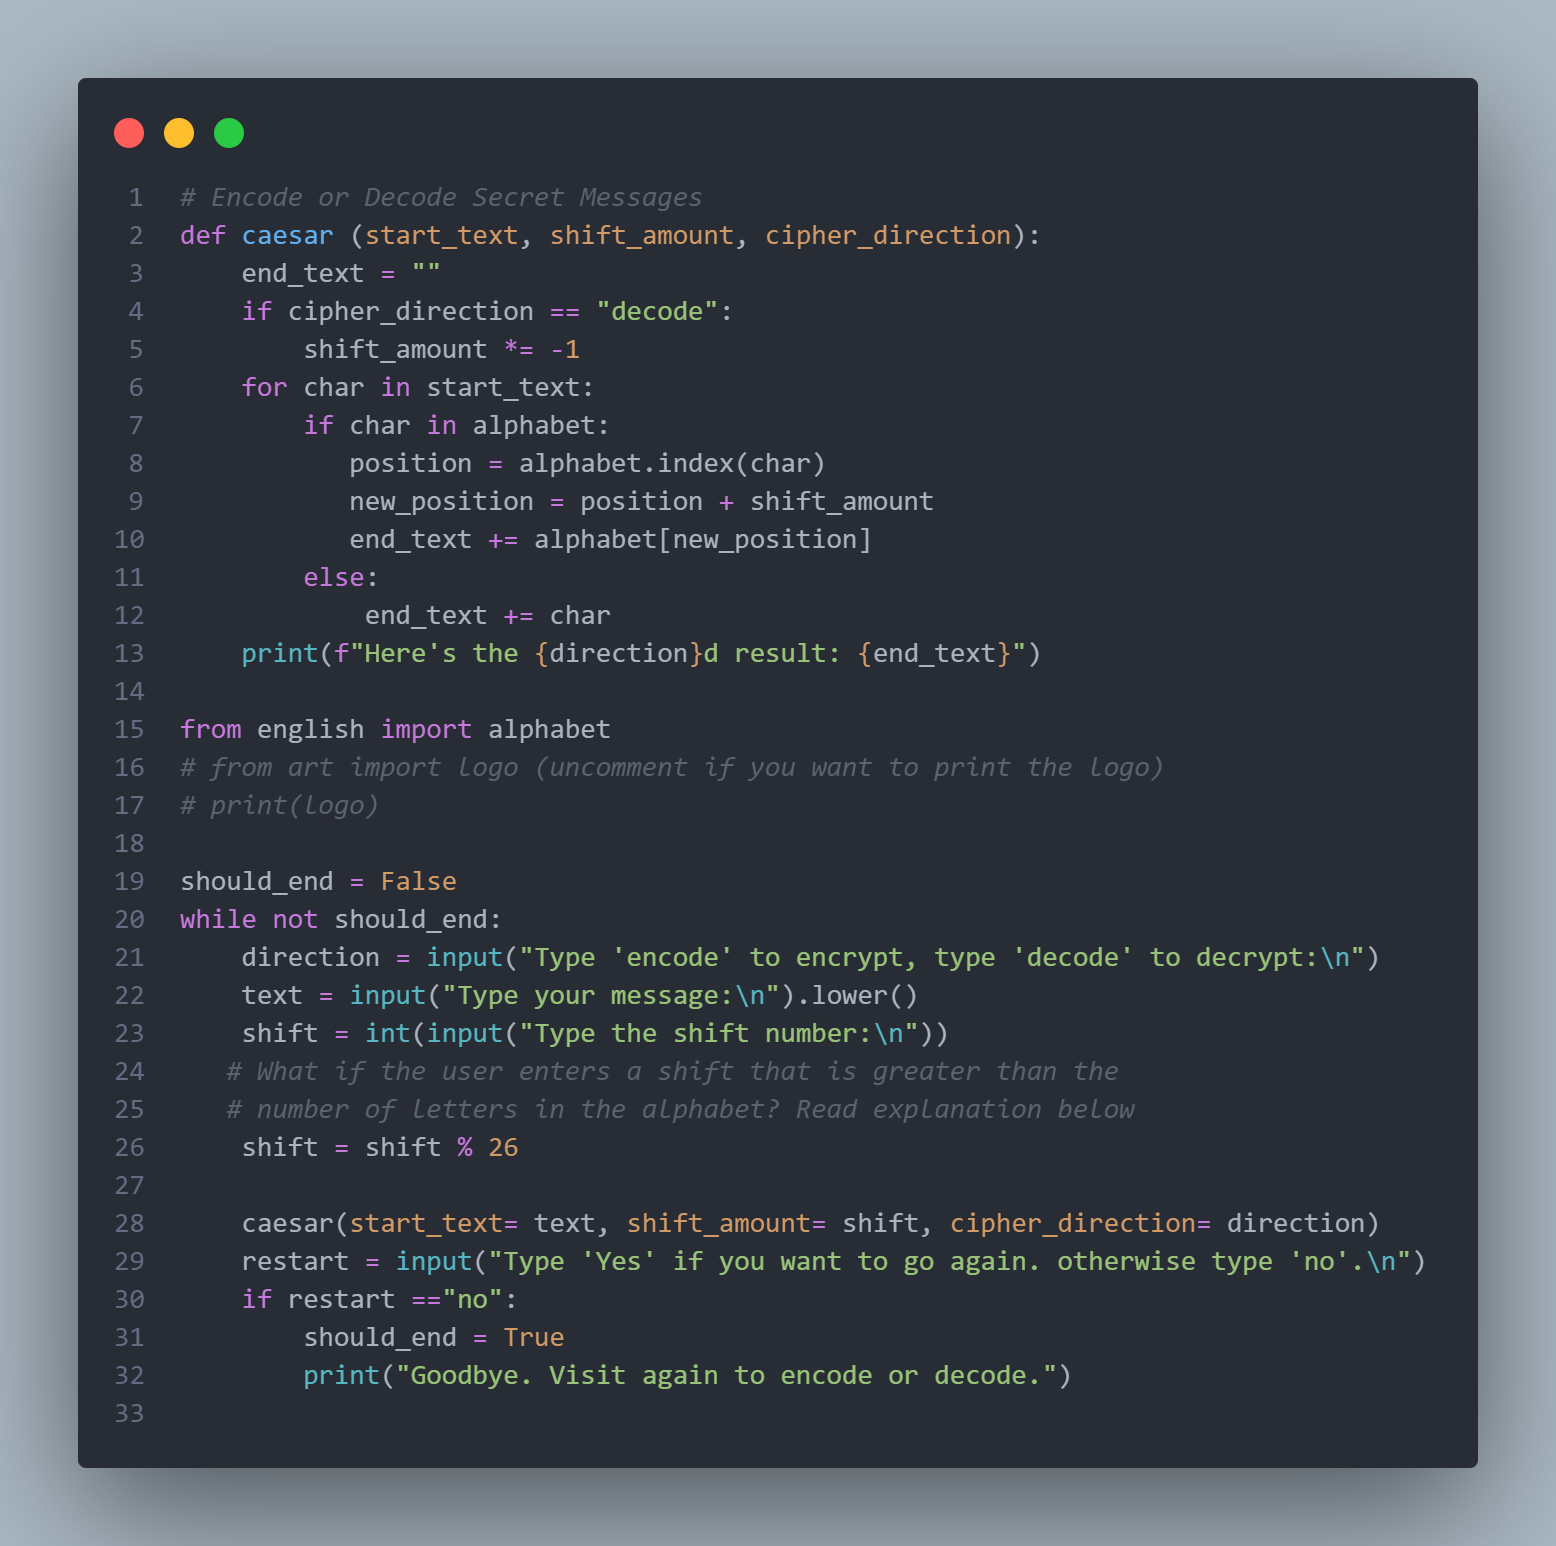 1 # Encode or Decode Secret Messages
2 def caesar (start_text, shift_amount, cipher_direction):
3     end_text = ""
4     if cipher_direction == "decode":
5         shift_amount *= -1
6     for char in start_text:
7         if char in alphabet:
8            position = alphabet.index(char)
9            new_position = position + shift_amount
10            end_text += alphabet[new_position]
11         else:
12             end_text += char
13     print(f"Here's the {direction}d result: {end_text}")
14
15 from english import alphabet
16 # from art import logo (uncomment if you want to print the logo)
17 # print(logo)
18
19 should_end = False
20 while not should_end:
21     direction = input("Type 'encode' to encrypt, type 'decode' to decrypt:\n")
22     text = input("Type your message:\n").lower()
23     shift = int(input("Type the shift number:\n"))
24    # What if the user enters a shift that is greater than the
25    # number of letters in the alphabet? Read explanation below
26     shift = shift % 26
27
28     caesar(start_text= text, shift_amount= shift, cipher_direction= direction)
29     restart = input("Type 'Yes' if you want to go again. otherwise type 'no'.\n")
30     if restart =="no":
31         should_end = True
32         print("Goodbye. Visit again to encode or decode.")
33